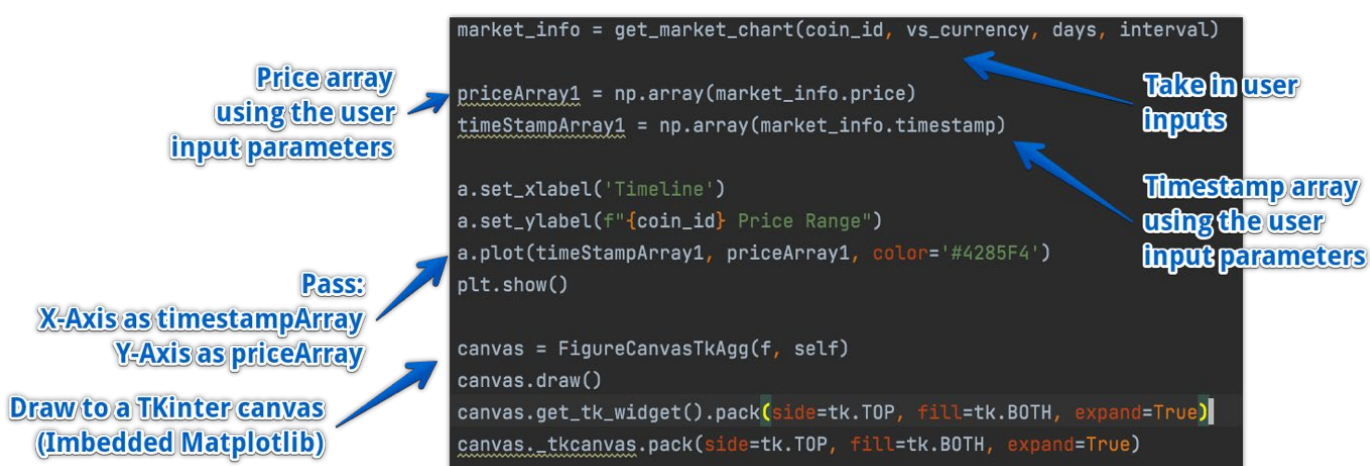 market_info = get_market_chart(coin_id, vs_currency, days, interval)
Price array
using the user
input parameters
priceArray1 = np.array(market_info.price)
timeStampArray1 = np.array(market_info.timestamp)
Take in user
inputs
Timestamp array
using the user
input parameters
a.set_xlabel('Timeline')
a.set_ylabel(f"{coin_id} Price Range")
a.plot(timeStampArray1, priceArray1, color='#4285F4')
plt.show()
Pass:
X-Axis as timestampArray
Y-Axis as priceArray
canvas = FigureCanvasTkAgg(f, self)
canvas.draw()
canvas.get_tk_widget().pack(side=tk.TOP, fill=tk.BOTH, expand=True)
canvas._tkcanvas.pack(side=tk.TOP, fill=tk.BOTH, expand=True)
Draw to a TKinter canvas
(Imbedded Matplotlib)